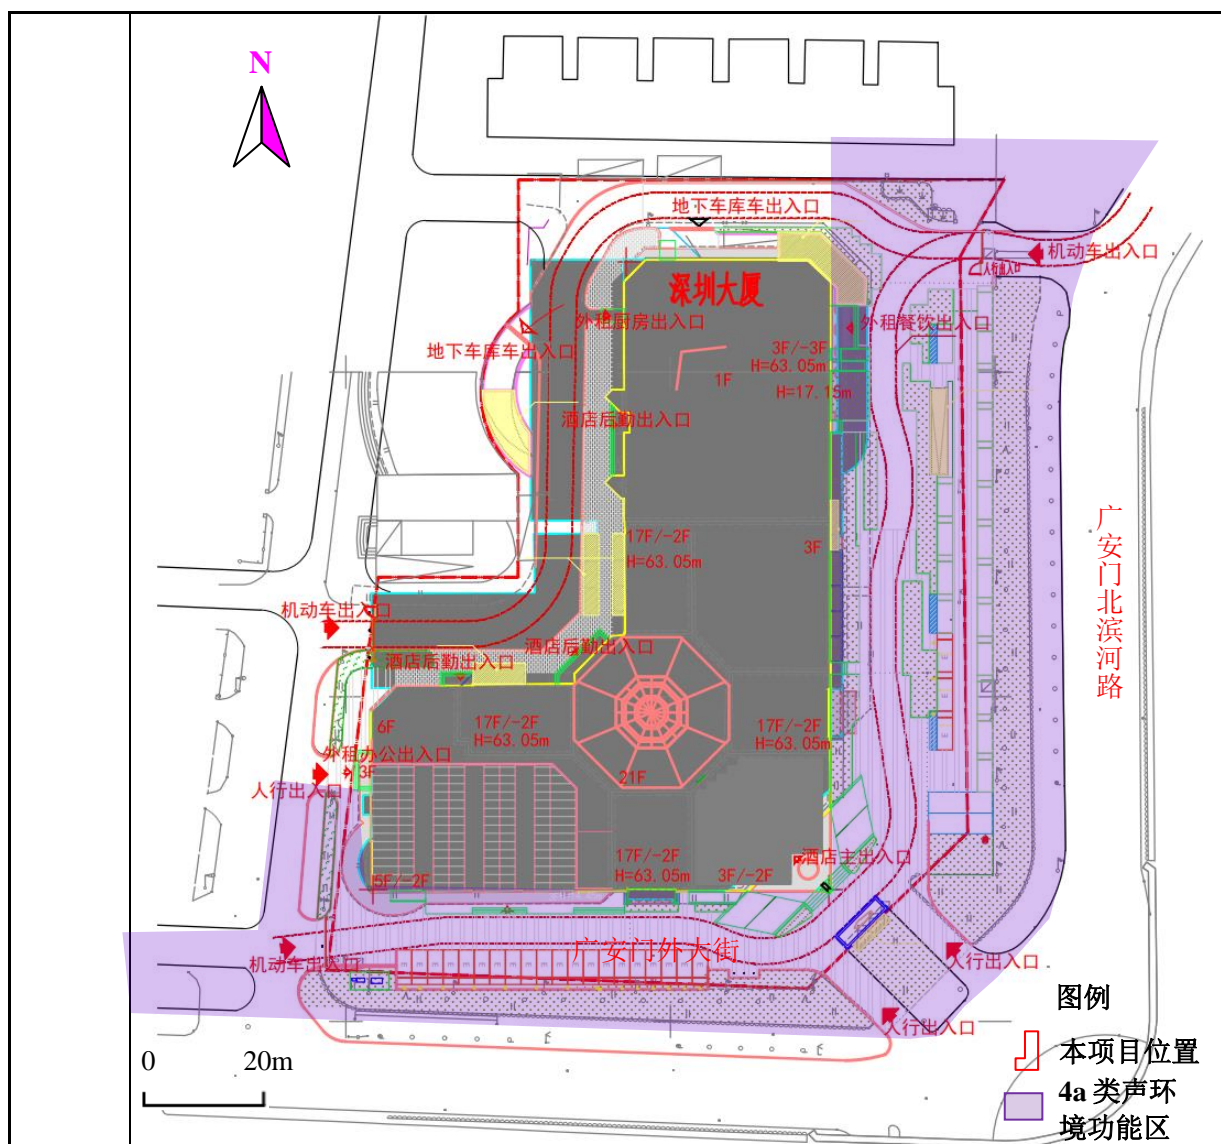 N
地下车库车出入口
机动车出入口
人行出入口
深圳大厦
外租厨房出入口
外租餐饮出入口
地下车库车出入口
3F/-3F
H=63.05m
1F
H=17.15m
酒店后勤出入口
广安门北滨河路
17F/-2F
H=63.05m
3F
机动车出入口
酒店后勤出入口
酒店后勤出入口
6F
17F/-2F
H=63.05m
17F/-2F
H=63.05m
外租办公出入口
3F
21F
人行出入口
17F/-2F
H=63.05m
酒店主出入口
5F/-2F
3F/-2F
广安门外大街
机动车出入口
人行出入口
人行出入口
图例
本项目位置
4a 类声环
境功能区
0 20m